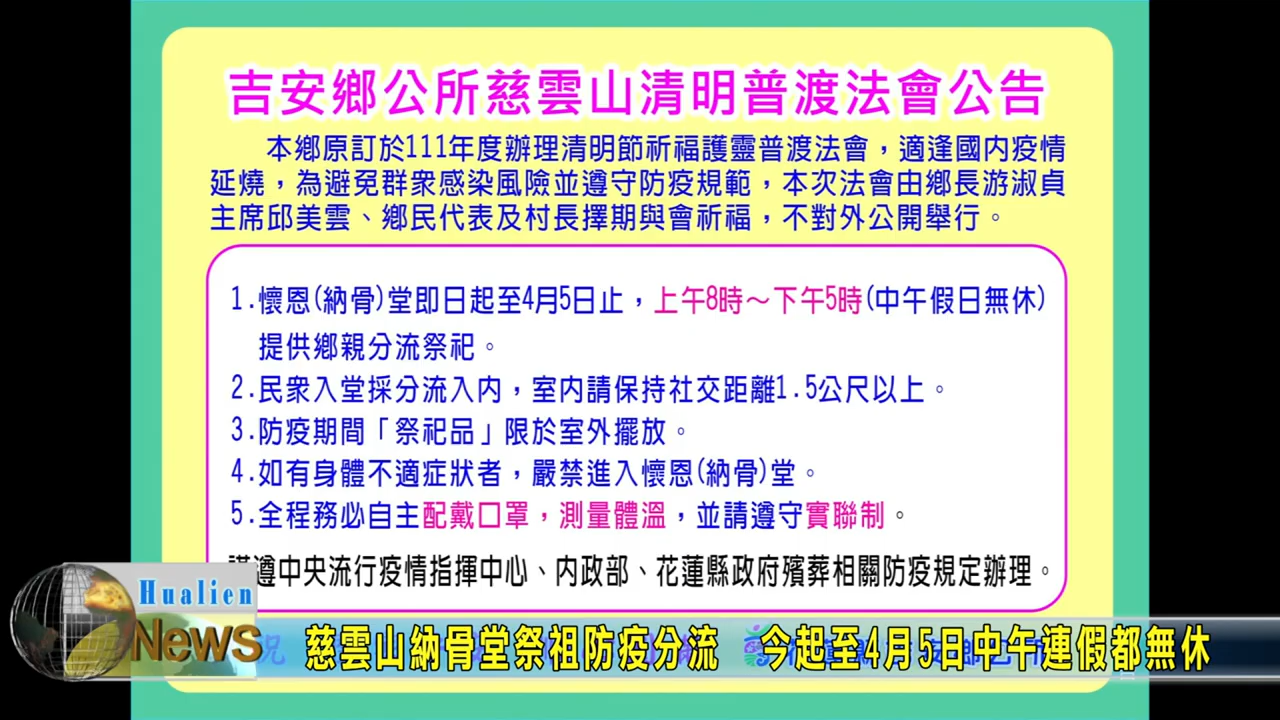 吉安鄉公所慈雲山清明普渡法會公告
本鄉原訂於111年度辦理清明節祈福護靈普渡法會，適逢國内疫情
延燒，為避免群衆感染風險並遵守防疫規範，本次法會由鄉長游淑貞
主席邱美雲、鄉民代表及村長擇期與會祈福，不對外公開舉行。
1.懷恩(納骨)堂即日起至4月5日止，上午8時～下午5時(中午假日無休)
提供鄉親分流祭祀。
2.民衆入堂採分流入内，室内請保持社交距離1.5公尺以上。
3.防疫期間「祭祀品」限於室外擺放。
4.如有身體不適症狀者，嚴禁進入懷恩(納骨)堂。
5.全程務必自主配戴口罩，測量體溫，並請遵守實聯制。
謹遵中央流行疫情指揮中心、内政部、花蓮縣政府殯葬相關防疫規定辦理。
Hualien
News
慈雲山納骨堂祭祖防疫分流 今起至4月5日中午連假都無休